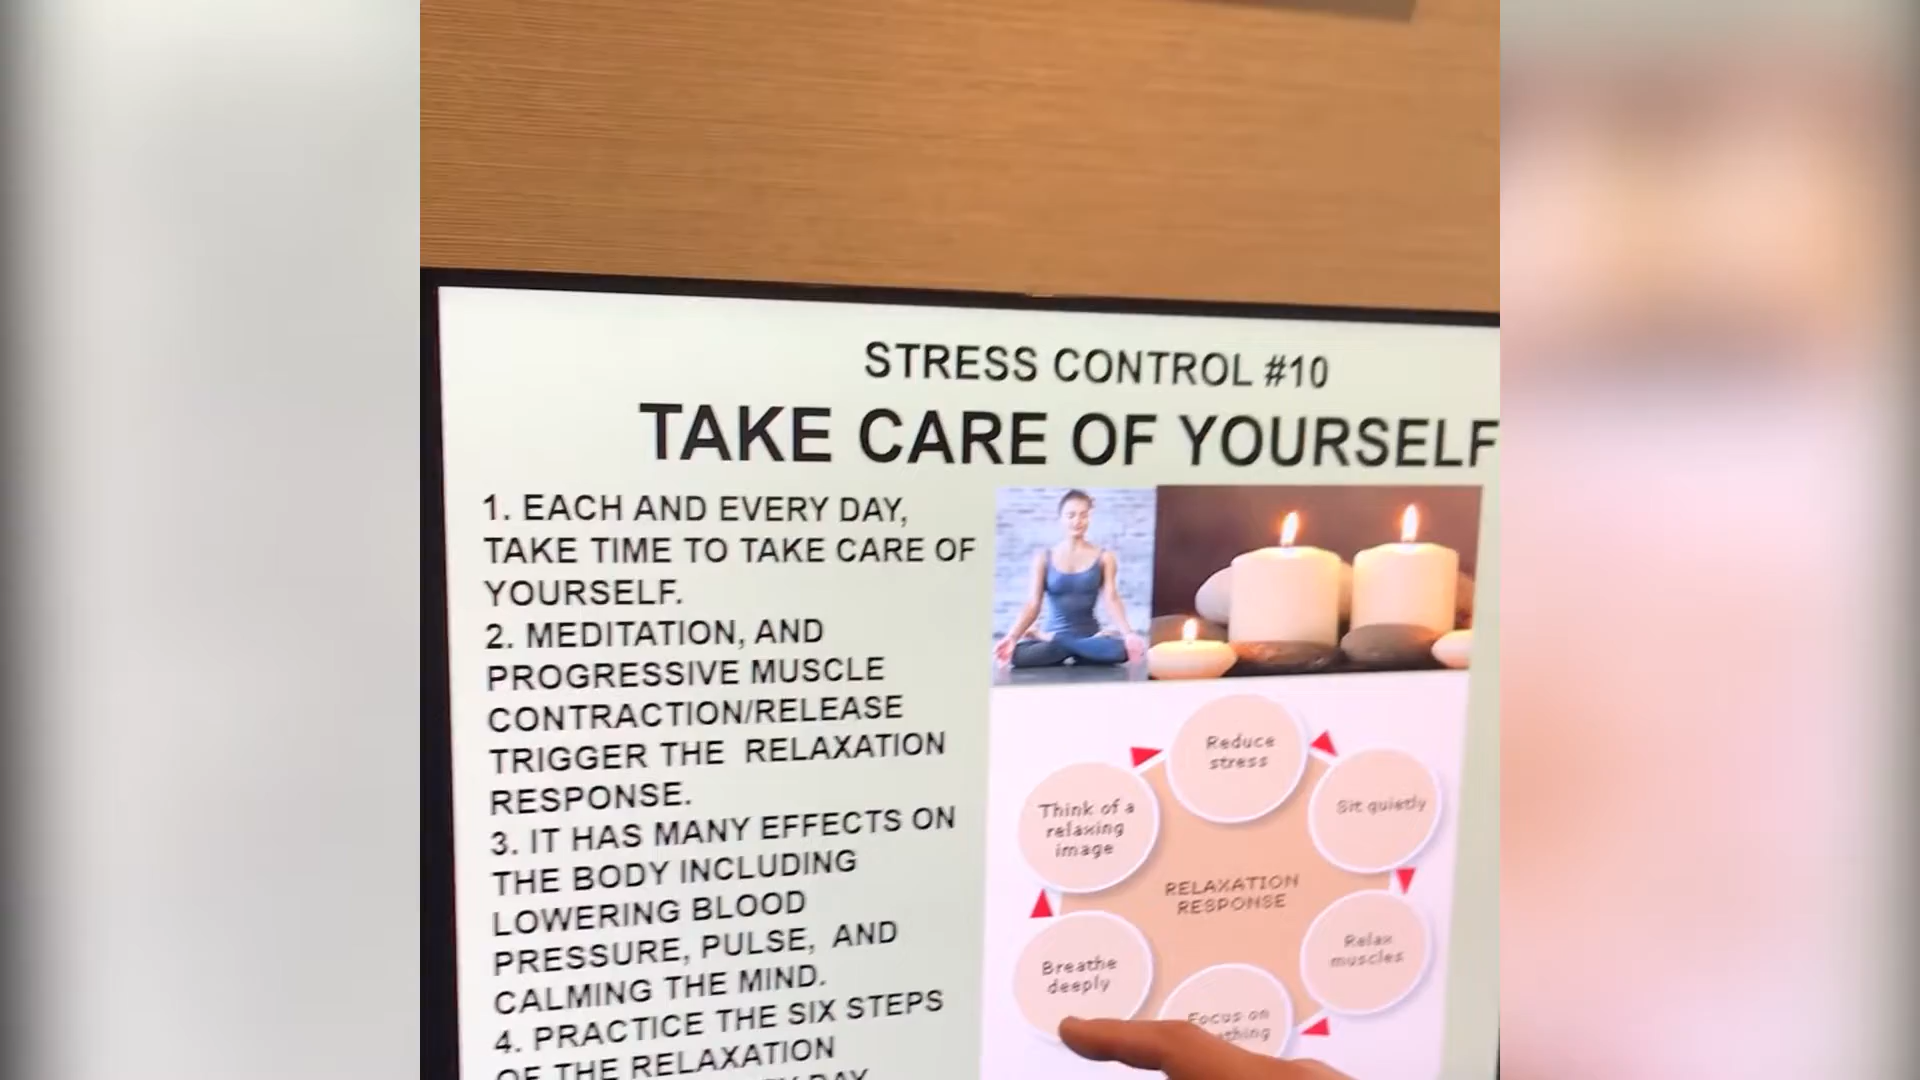 STRESS CONTROL #10
TAKE CARE OF YOURSELF
1. EACH AND EVERY DAY,
TAKE TIME TO TAKE CARE OF
YOURSELF.
2. MEDITATION, AND
PROGRESSIVE MUSCLE
CONTRACTION/RELEASE
TRIGGER THE RELAXATION
RESPONSE.
3. IT HAS MANY EFFECTS ON
THE BODY INCLUDING
LOWERING BLOOD
PRESSURE, PULSE, AND
CALMING THE MIND.
4. PRACTICE THE SIX STEPS
OF THE RELAXATION
DAY
Reduce
stress
Sit quietly
Relax
muscles
Focus on
Breathe
deeply
Think of a
relaxing
image
RELAXATION
RESPONSE